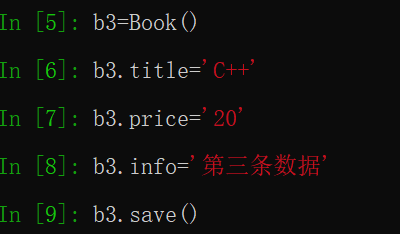 In [5]: b3=Book()
In [6]: b3.title='C++'
In [7]: b3.price='20'
In [8]: b3.info='第三条数据'
In [9]: b3.save()